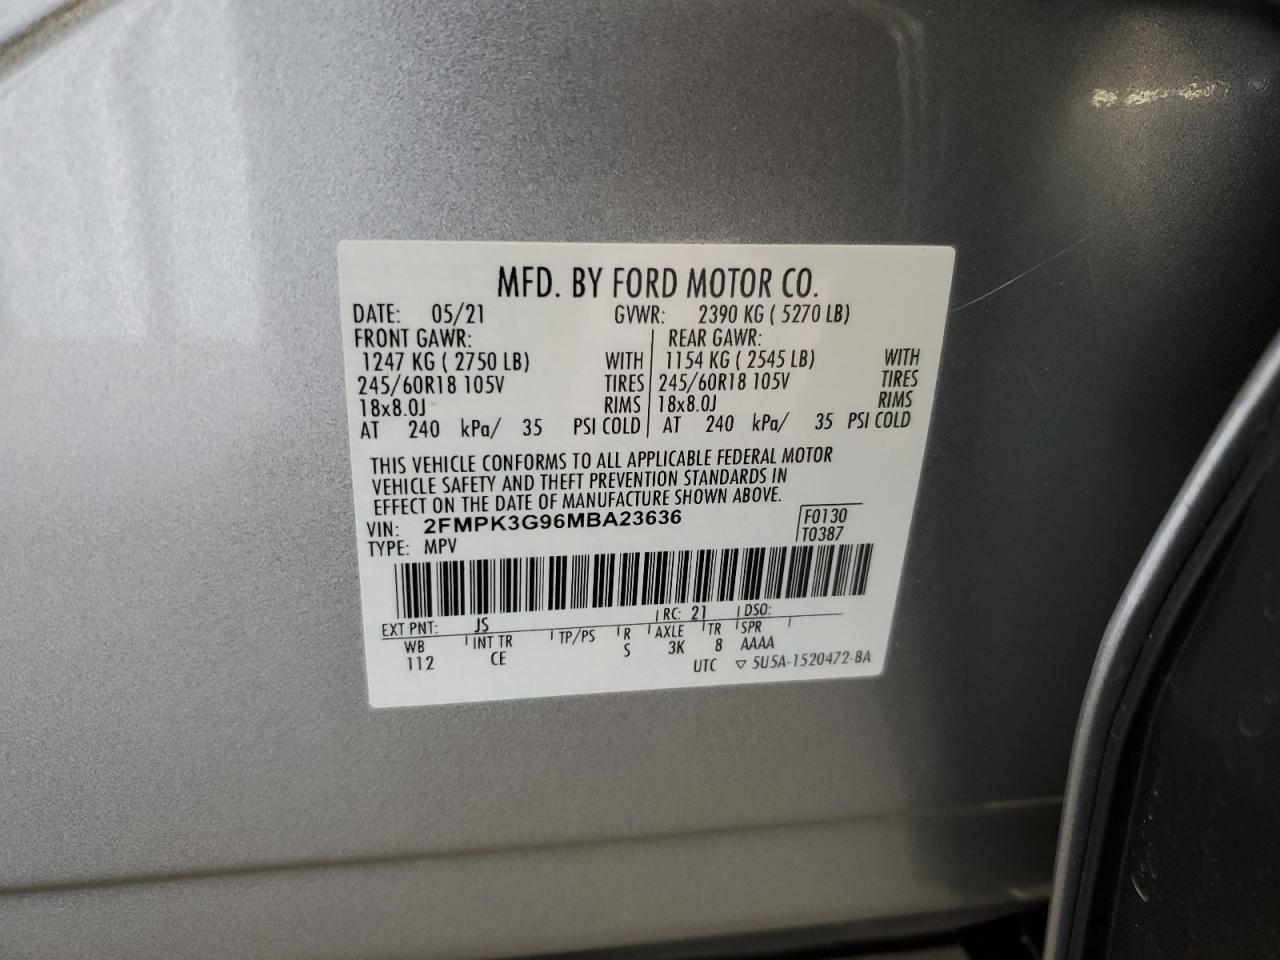 MFD. BY FORD MOTOR CO.
DATE: 05/21 GVWR: 2390 KG ( 5270 LB)
FRONT GAWR: REAR GAWR:
1247 KG ( 2750 LB) WITH 1154 KG ( 2545 LB) WITH
245/60R18 105V TIRES 245/60R18 105V TIRES
18x8.0J RIMS 18x8.0J RIMS
AT 240 kPa/ 35 PSI COLD AT 240 kPa/ 35 PSI COLD
THIS VEHICLE CONFORMS TO ALL APPLICABLE FEDERAL MOTOR
VEHICLE SAFETY AND THEFT PREVENTION STANDARDS IN
EFFECT ON THE DATE OF MANUFACTURE SHOWN ABOVE.
VIN: 2FMPK3G96MBA23636 F0130
TYPE: MPV T0387
EXT PNT: JS RC: 21 DSO:
WB INT TR TP/PS R AXLE TR SPR
112 CE S 3K 8 AAAA
UTC ▽ 5U5A-1520472-BA